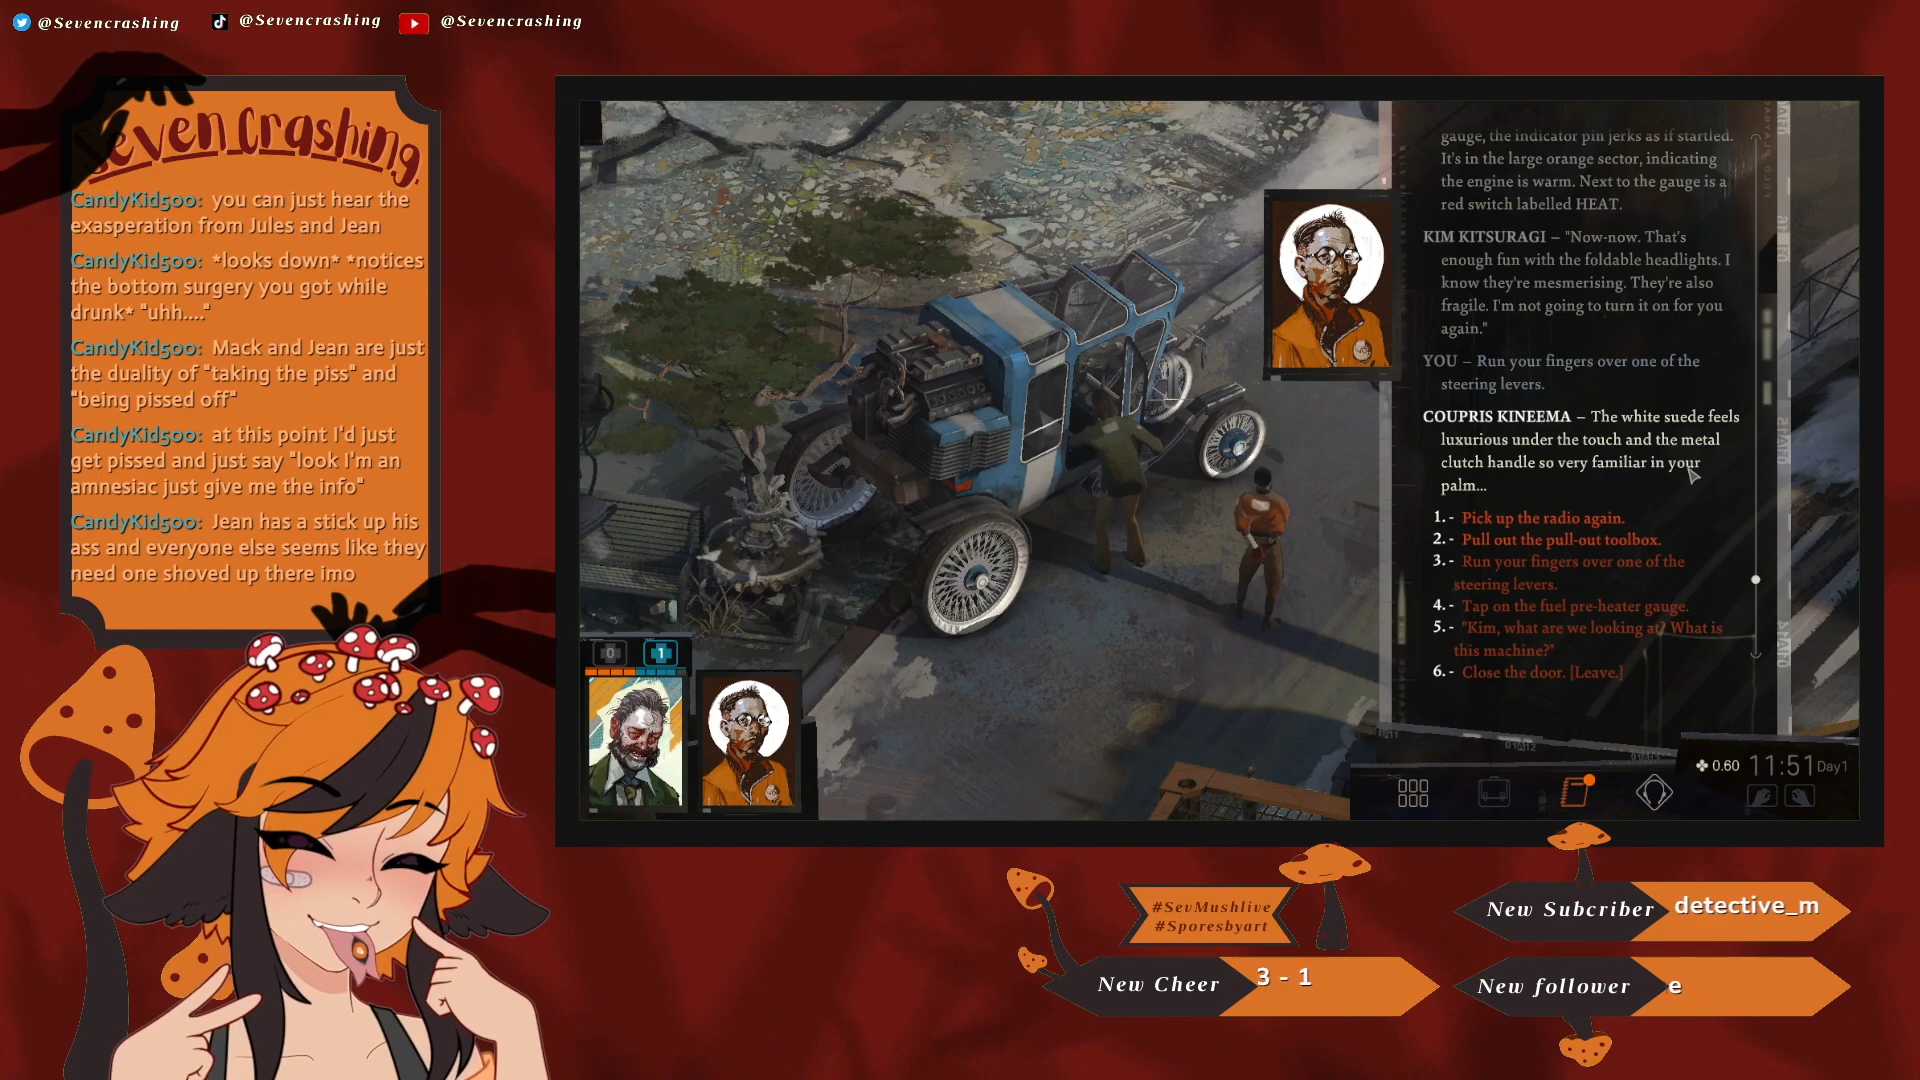 @Sevencrashing
@Sevencrashing
@Sevencrashing
Seven Crashing
CandyKid500: you can just hear the
exasperation from Jules and Jean
CandyKid500: *looks down* *notices
the bottom surgery you got while
drunk* "uhh...."
CandyKid500: Mack and Jean are just
the duality of "taking the piss" and
"being pissed off"
CandyKid500: at this point I'd just
get pissed and just say "look I'm an
amnesiac just give me the info"
CandyKid500: Jean has a stick up his
ass and everyone else seems like they
need one shoved up there imo
gauge, the indicator pin jerks as if startled.
It's in the large orange sector, indicating
the engine is warm. Next to the gauge is a
red switch labelled HEAT.
KIM KITSURAGI – "Now-now. That's
enough fun with the foldable headlights. I
know they're mesmerising. They're also
fragile. I'm not going to turn it on for you
again."
YOU – Run your fingers over one of the
steering levers.
COUPRIS KINEEMA – The white suede feels
luxurious under the touch and the metal
clutch handle so very familiar in your
palm...
1. - Pick up the radio again.
2. - Pull out the pull-out toolbox.
3. - Run your fingers over one of the
steering levers.
4. - Tap on the fuel pre-heater gauge.
5. - "Kim, what are we looking at? What is
this machine?"
6. - Close the door. [Leave.]
0
1
0.60
11:51 Day1
#SevMushlive
#Sporesbyart
New Subcriber
detective_m
New Cheer
3 - 1
New follower
e